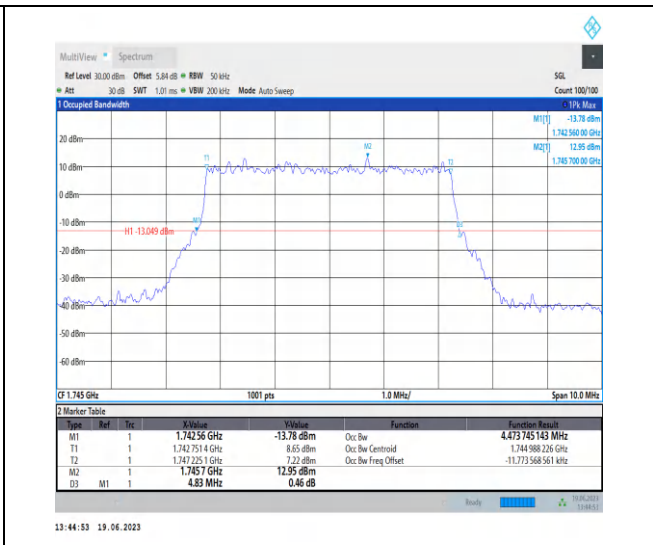 MultiView Spectrum
Ref Level 30.00 dBm Offset 5.84 dB RBW 50 kHz SGL
Att 30 dB SWT 1.01 ms VBW 200 kHz Mode Auto Sweep Count 100/100
1 Occupied Bandwidth 1Pk Max
M1[1] -13.78 dBm
1.742 560 00 GHz
M2[1] 12.95 dBm
1.745 700 00 GHz
20 dBm
M2
T1
T2
10 dBm
0 dBm
-10 dBm
M1
H1 -13.049 dBm
-20 dBm
-30 dBm
-40 dBm
-50 dBm
-60 dBm
CF 1.745 GHz 1001 pts 1.0 MHz/ Span 10.0 MHz
2 Marker Table
Type Ref Trc X-Value Y-Value Function Function Result
M1 1 1.742 56 GHz -13.78 dBm Occ Bw 4.473 745 143 MHz
T1 1 1.742 751 4 GHz 8.65 dBm Occ Bw Centroid 1.744 988 226 GHz
T2 1 1.747 225 1 GHz 7.22 dBm Occ Bw Freq Offset -11.773 568 561 kHz
M2 1 1.745 7 GHz 12.95 dBm
D3 M1 1 4.83 MHz 0.46 dB
Ready 19.06.2023
13:44:53
13:44:53 19.06.2023